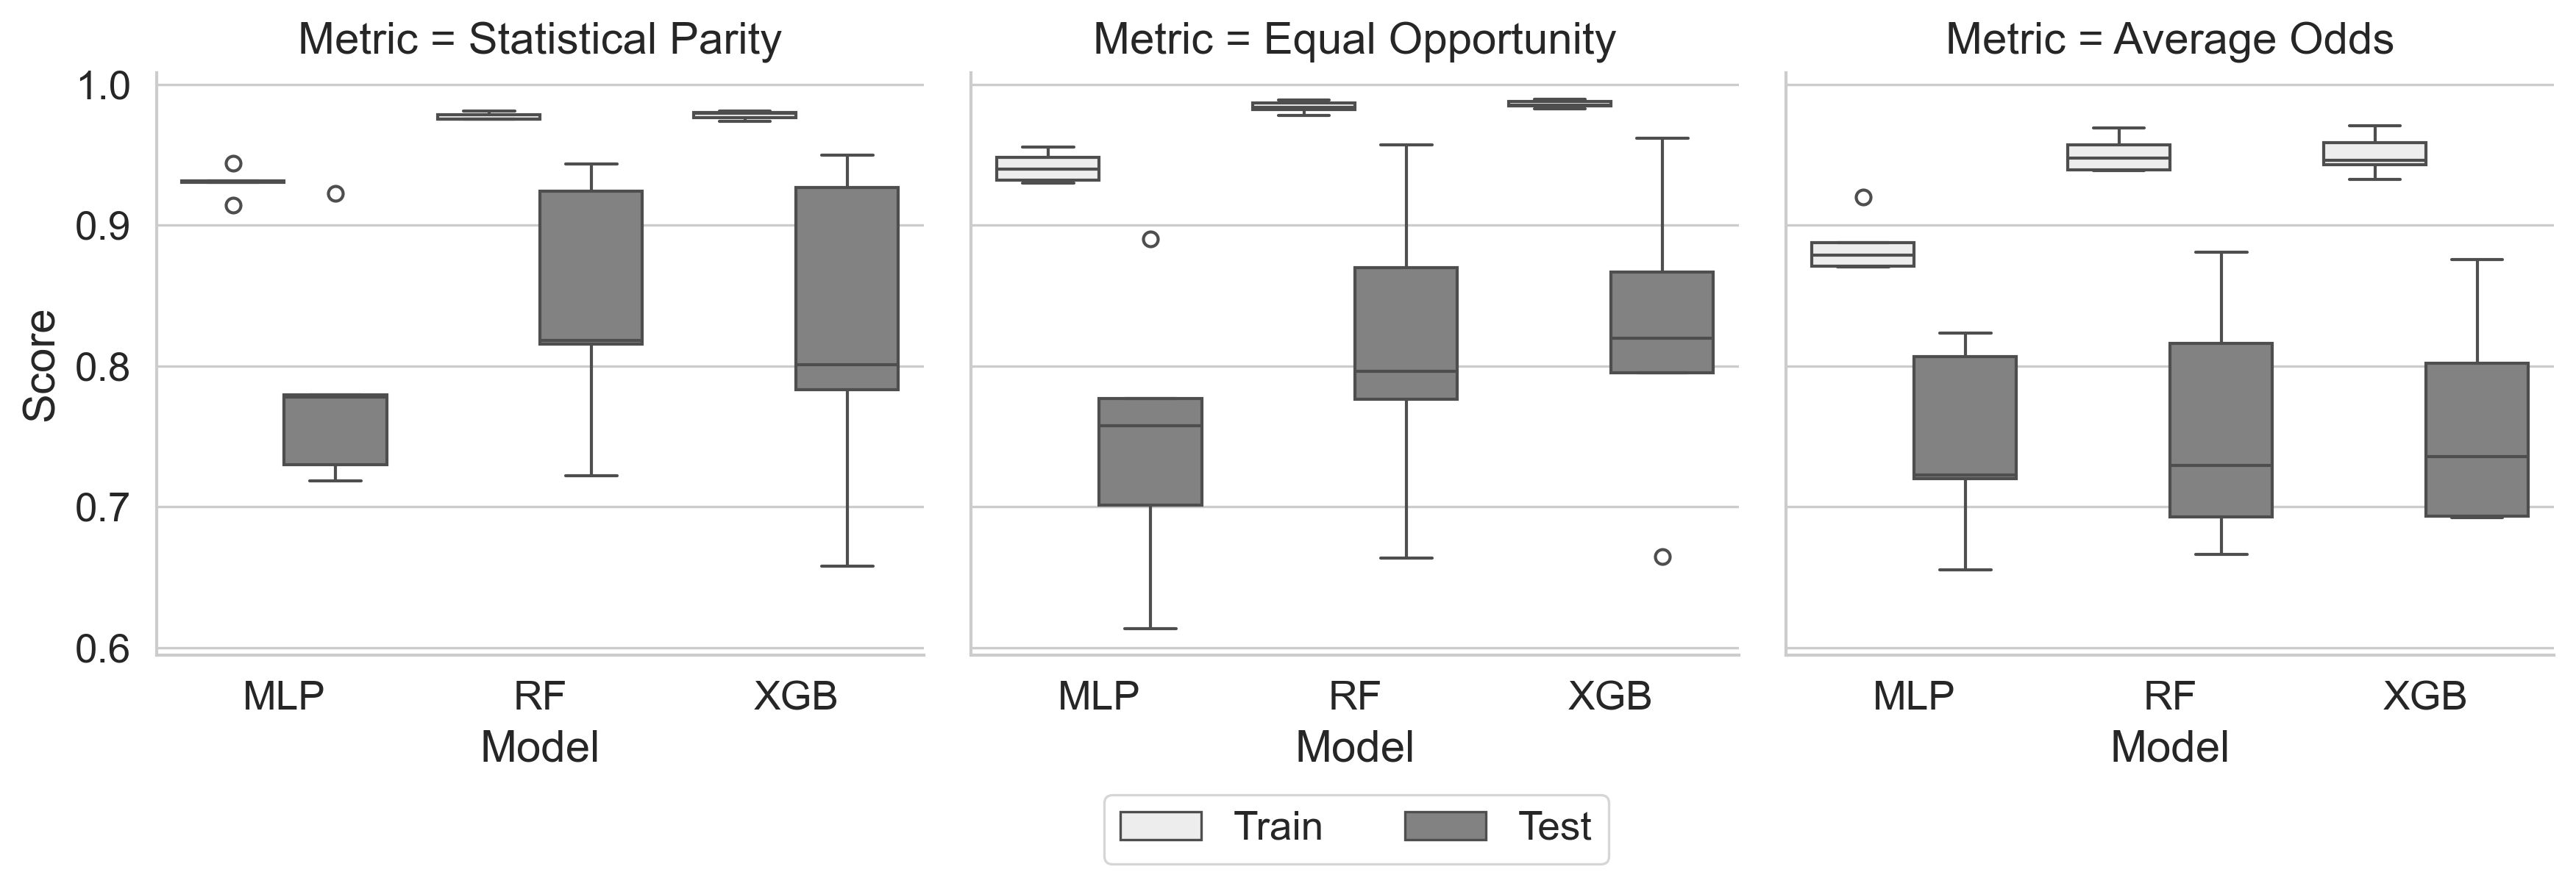 Metric = Statistical Parity
Metric = Equal Opportunity
Metric = Average Odds
Score
1.0
0.9
0.8
0.7
0.6
MLP RF XGB
MLP RF XGB
MLP RF XGB
Model
Model
Model
Train Test